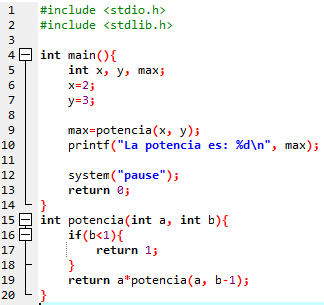 1 #include <stdio.h>
2 #include <stdlib.h>
3
4 int main(){
5 int x, y, max;
6 x=2;
7 y=3;
8
9 max=potencia(x, y);
10 printf("La potencia es: %d\n", max);
11
12 system("pause");
13 return 0;
14 }
15 int potencia(int a, int b){
16 if(b<1){
17 return 1;
18 }
19 return a*potencia(a, b-1);
20 }